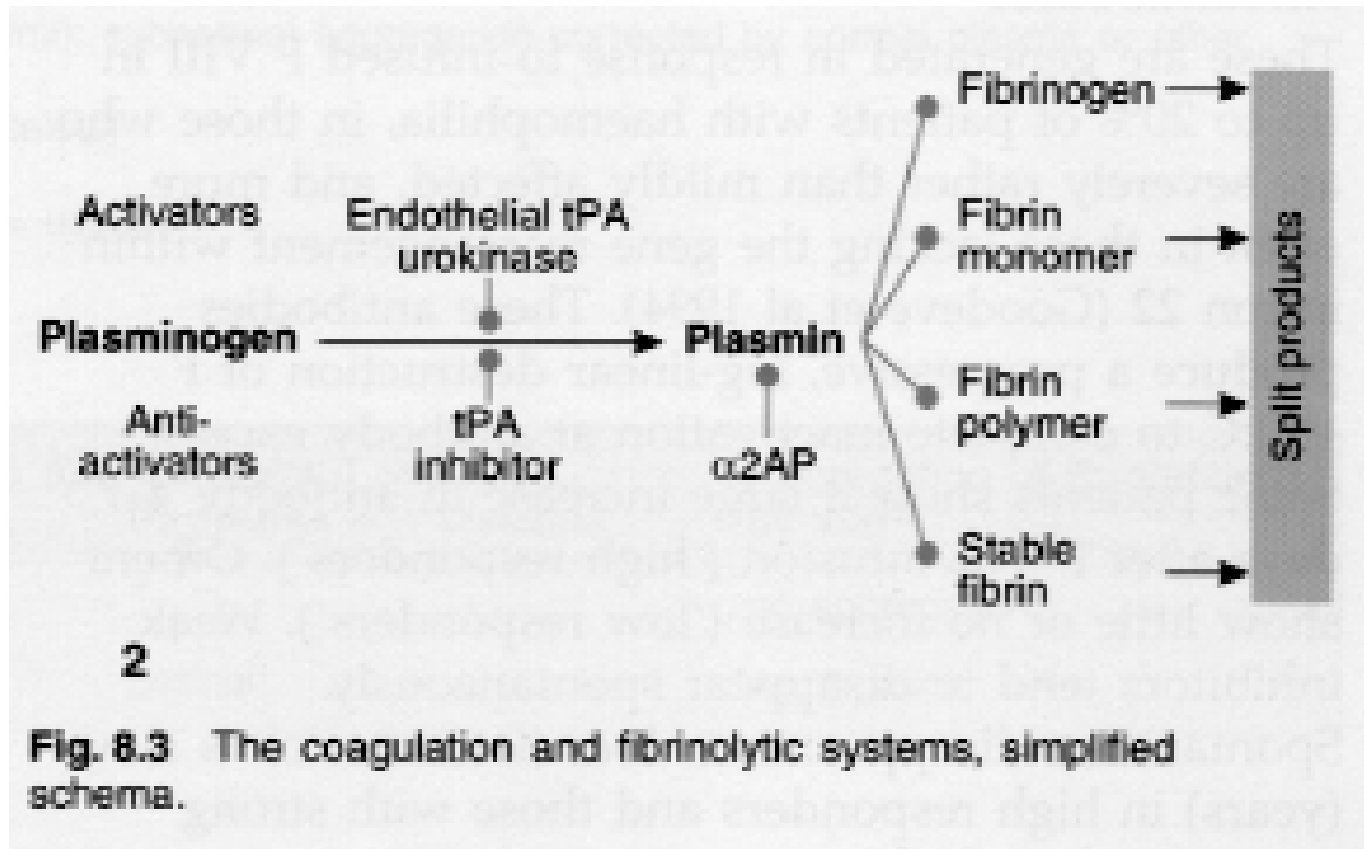 Fibrinogen
Activators
Endothelial tPA
urokinase
Fibrin
monomer
Plasminogen
Plasmin
Split products
Anti-
activators
tPA
inhibitor
α2AP
Fibrin
polymer
Stable
fibrin
2
Fig. 8.3 The coagulation and fibrinolytic systems, simplified
schema.